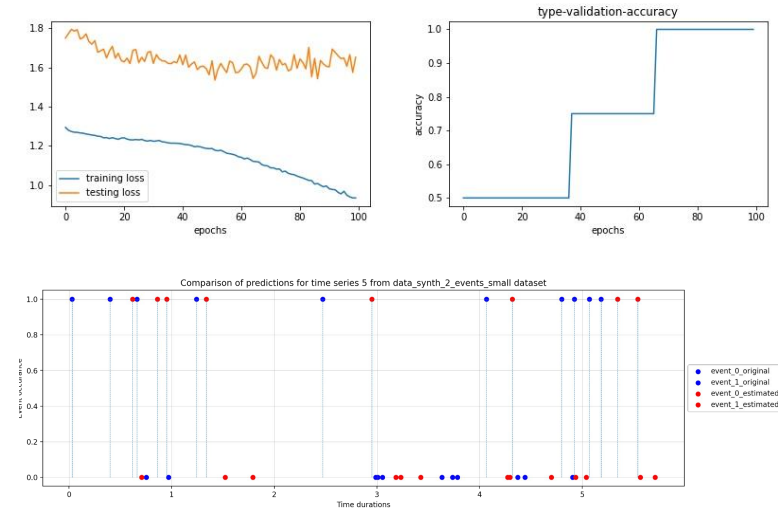 type-validation-accuracy
1.8
1.6
1.4
1.2
1.0
training loss
testing loss
0 20 40 60 80 100
epochs
accuracy
1.0
0.9
0.8
0.7
0.6
0.5
0 20 40 60 80 100
epochs
Comparison of predictions for time series 5 from data_synth_2_events_small dataset
1.0
0.8
0.6
0.4
0.2
0.0
0 1 2 3 4 5
Time durations
event_0_original
event_1_original
event_0_estimated
event_1_estimated